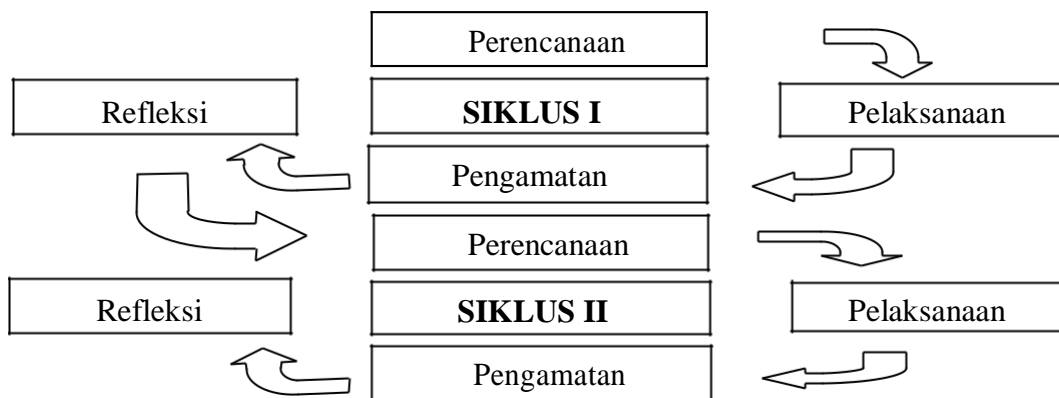 Perencanaan
Refleksi
SIKLUS I
Pelaksanaan
Pengamatan
Perencanaan
Refleksi
SIKLUS II
Pelaksanaan
Pengamatan